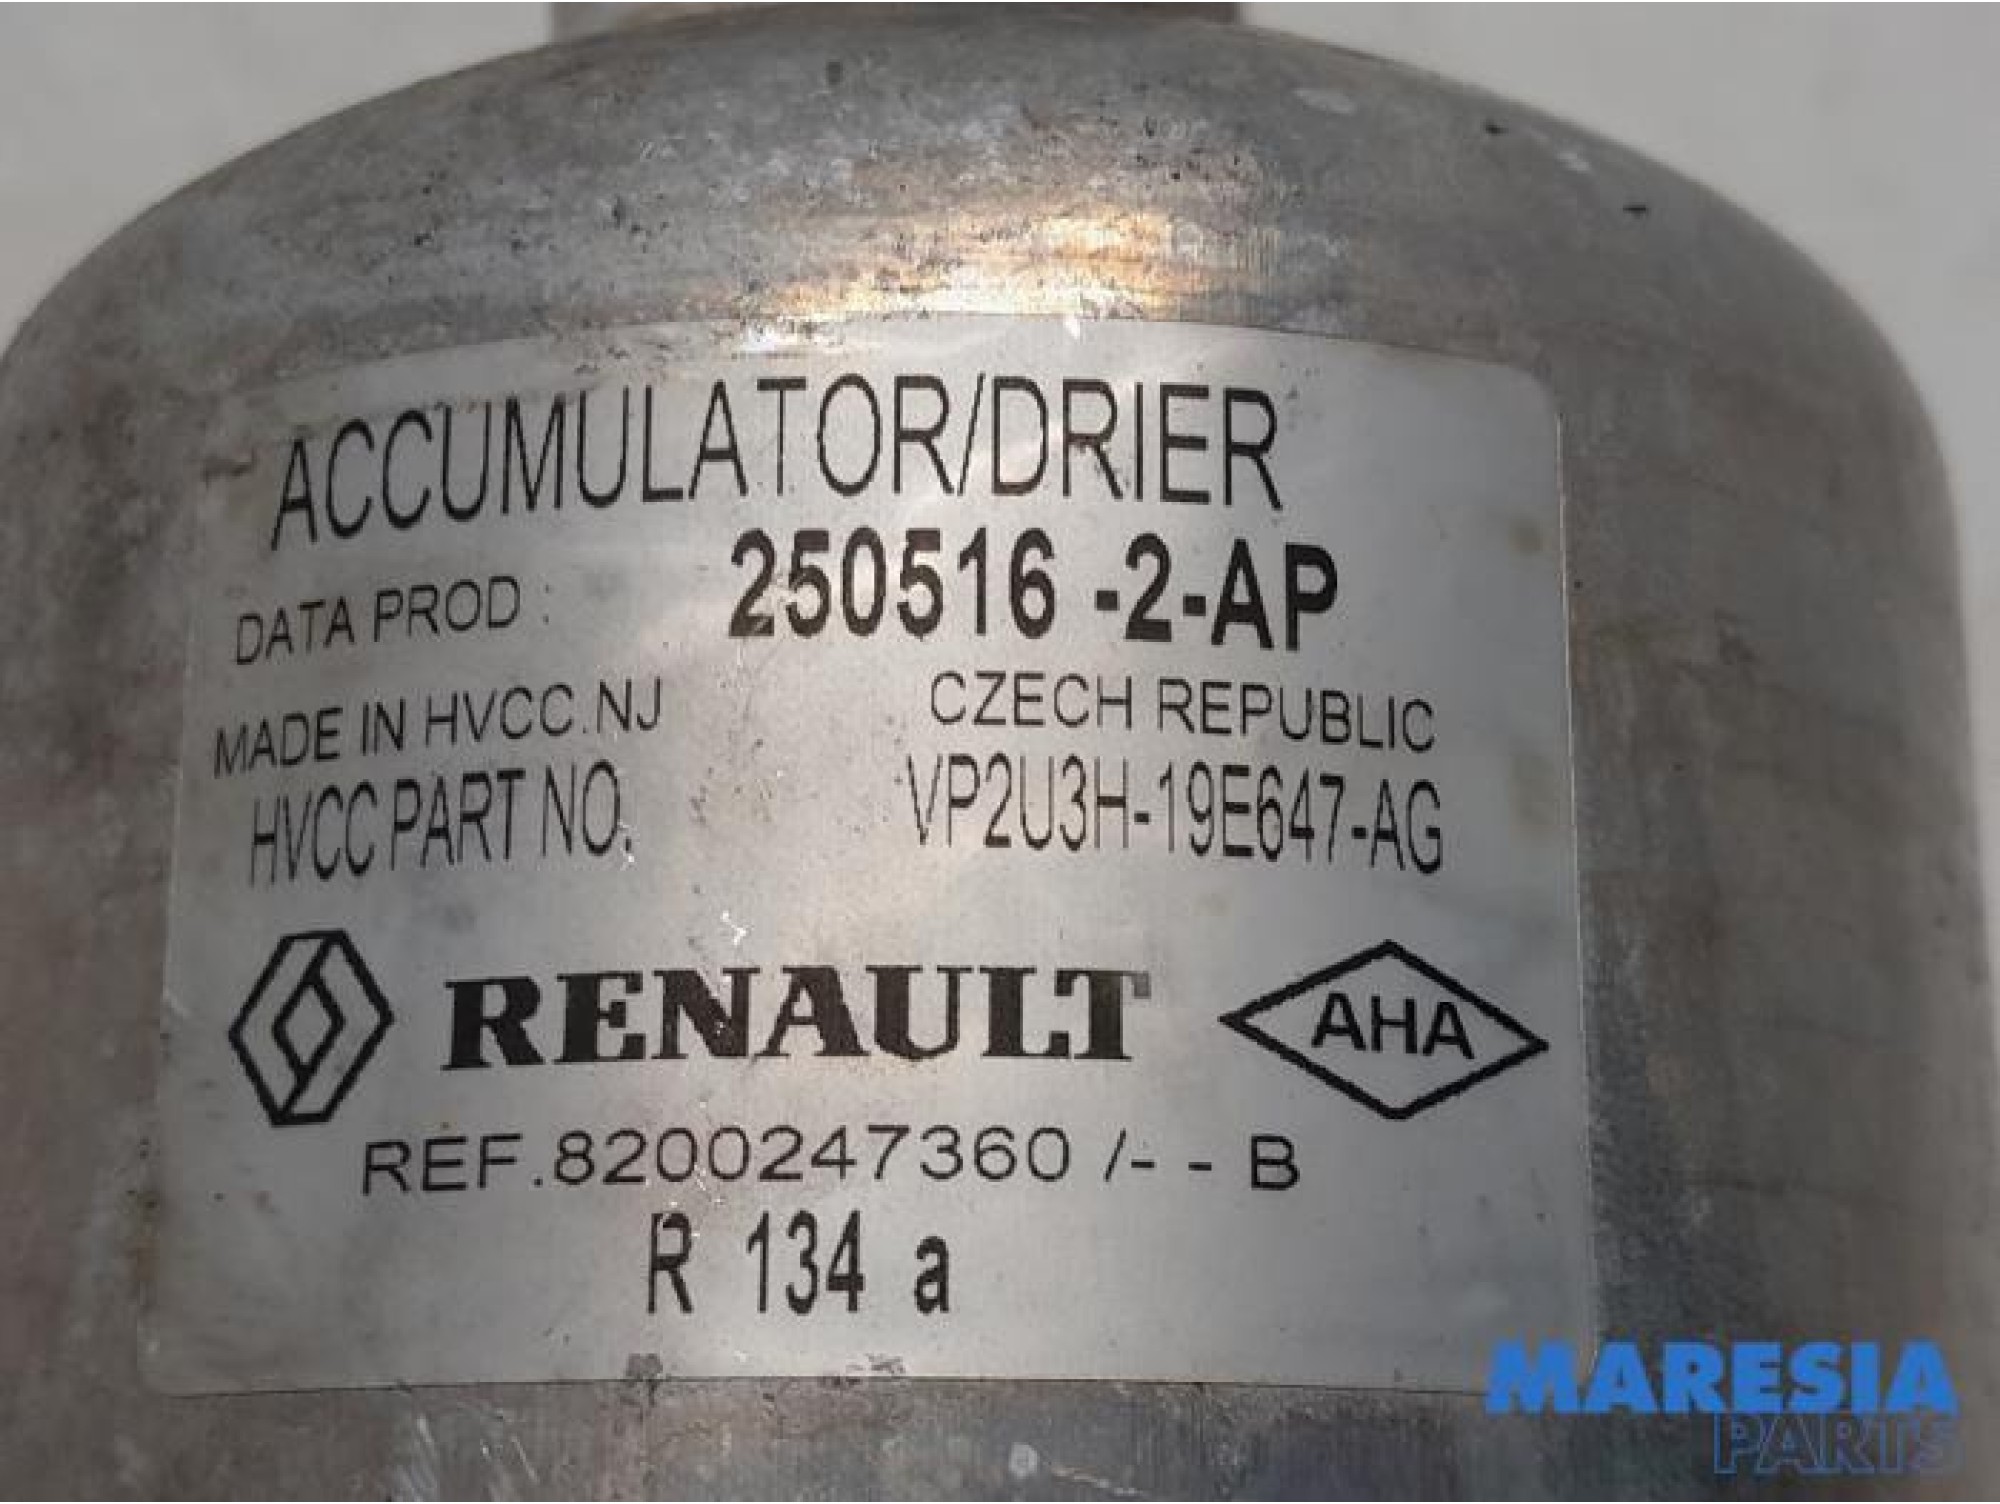 ACCUMULATOR/DRIER
DATA PROD : 250516 -2-AP
MADE IN HVCC.NJ CZECH REPUBLIC
HVCC PART NO. VP2U3H-19E647-AG
RENAULT AHA
REF.8200247360 /- - B
R 134 a
MARESIA
PARTS